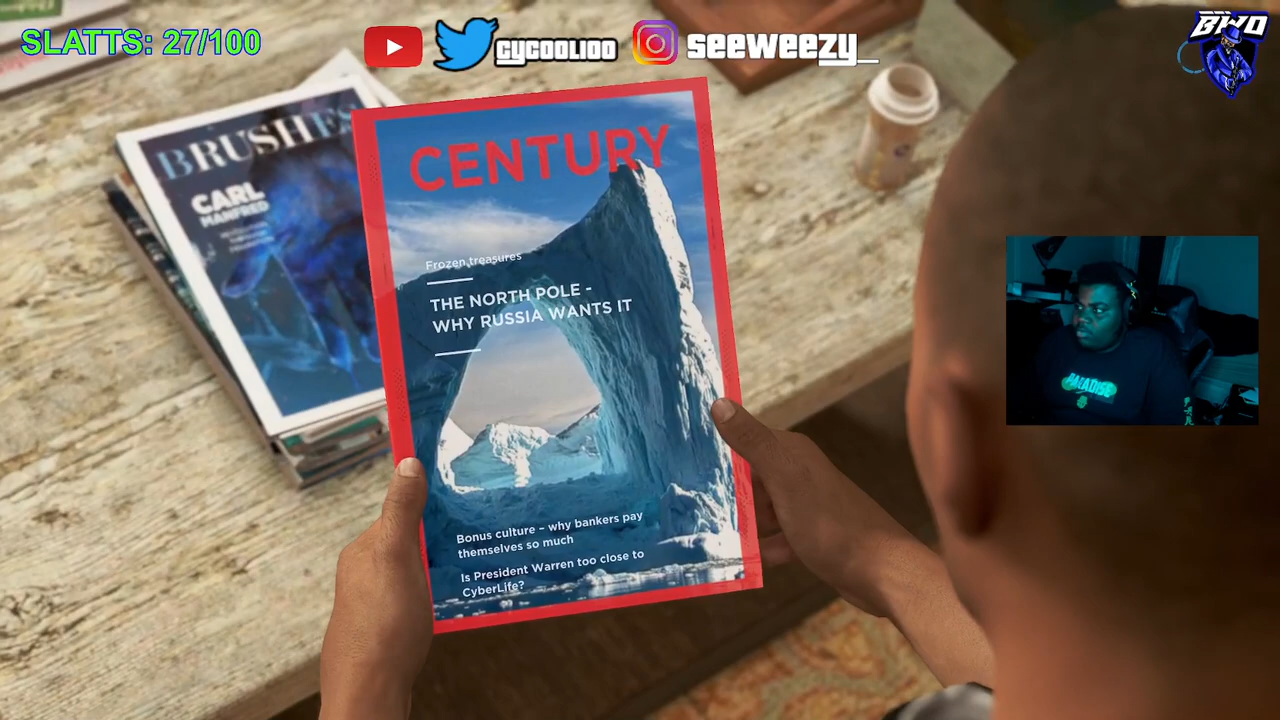 SLATTS: 27/100
CYCOOL100
SEEWEEZY_
BWO
BRUSHES
CARL
MANFRED
CENTURY
Frozen treasures
THE NORTH POLE -
WHY RUSSIA WANTS IT
Bonus culture – why bankers pay
themselves so much
Is President Warren too close to
CyberLife?
PARADISE